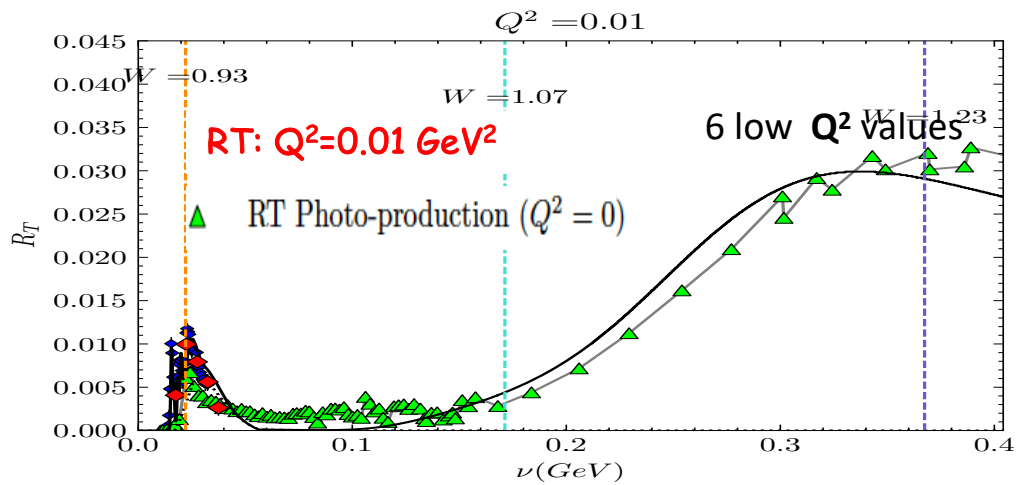 Q² =0.01
0.045
0.040
0.035
0.030
0.025
0.020
0.015
0.010
0.005
0.000
R_T
W =0.93
W =1.07
W =1.23
RT: Q²=0.01 GeV²
6 low Q² values
RT Photo-production (Q² = 0)
0.0
0.1
0.2
0.3
0.4
ν(GeV)